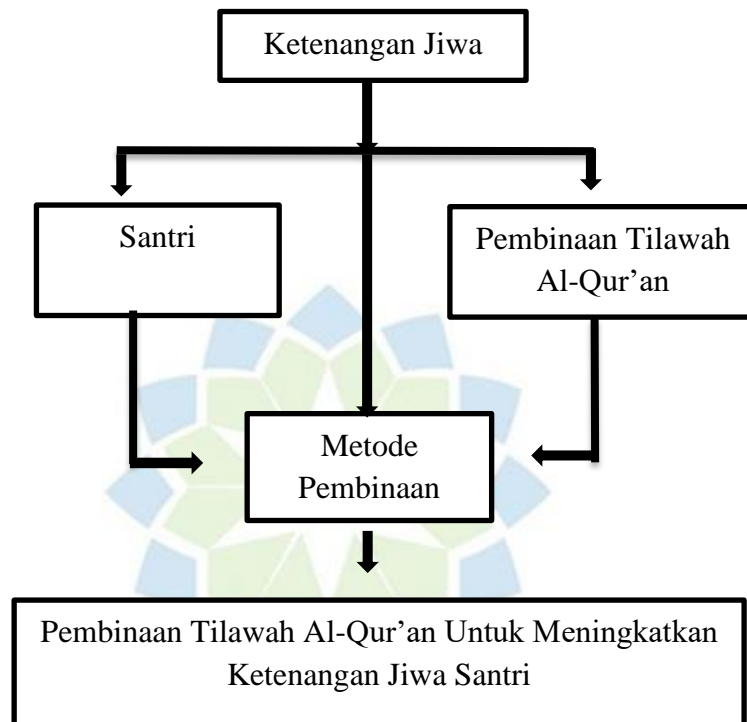 Ketenangan Jiwa
Santri
Pembinaan Tilawah
Al-Qur’an
Metode
Pembinaan
Pembinaan Tilawah Al-Qur’an Untuk Meningkatkan
Ketenangan Jiwa Santri